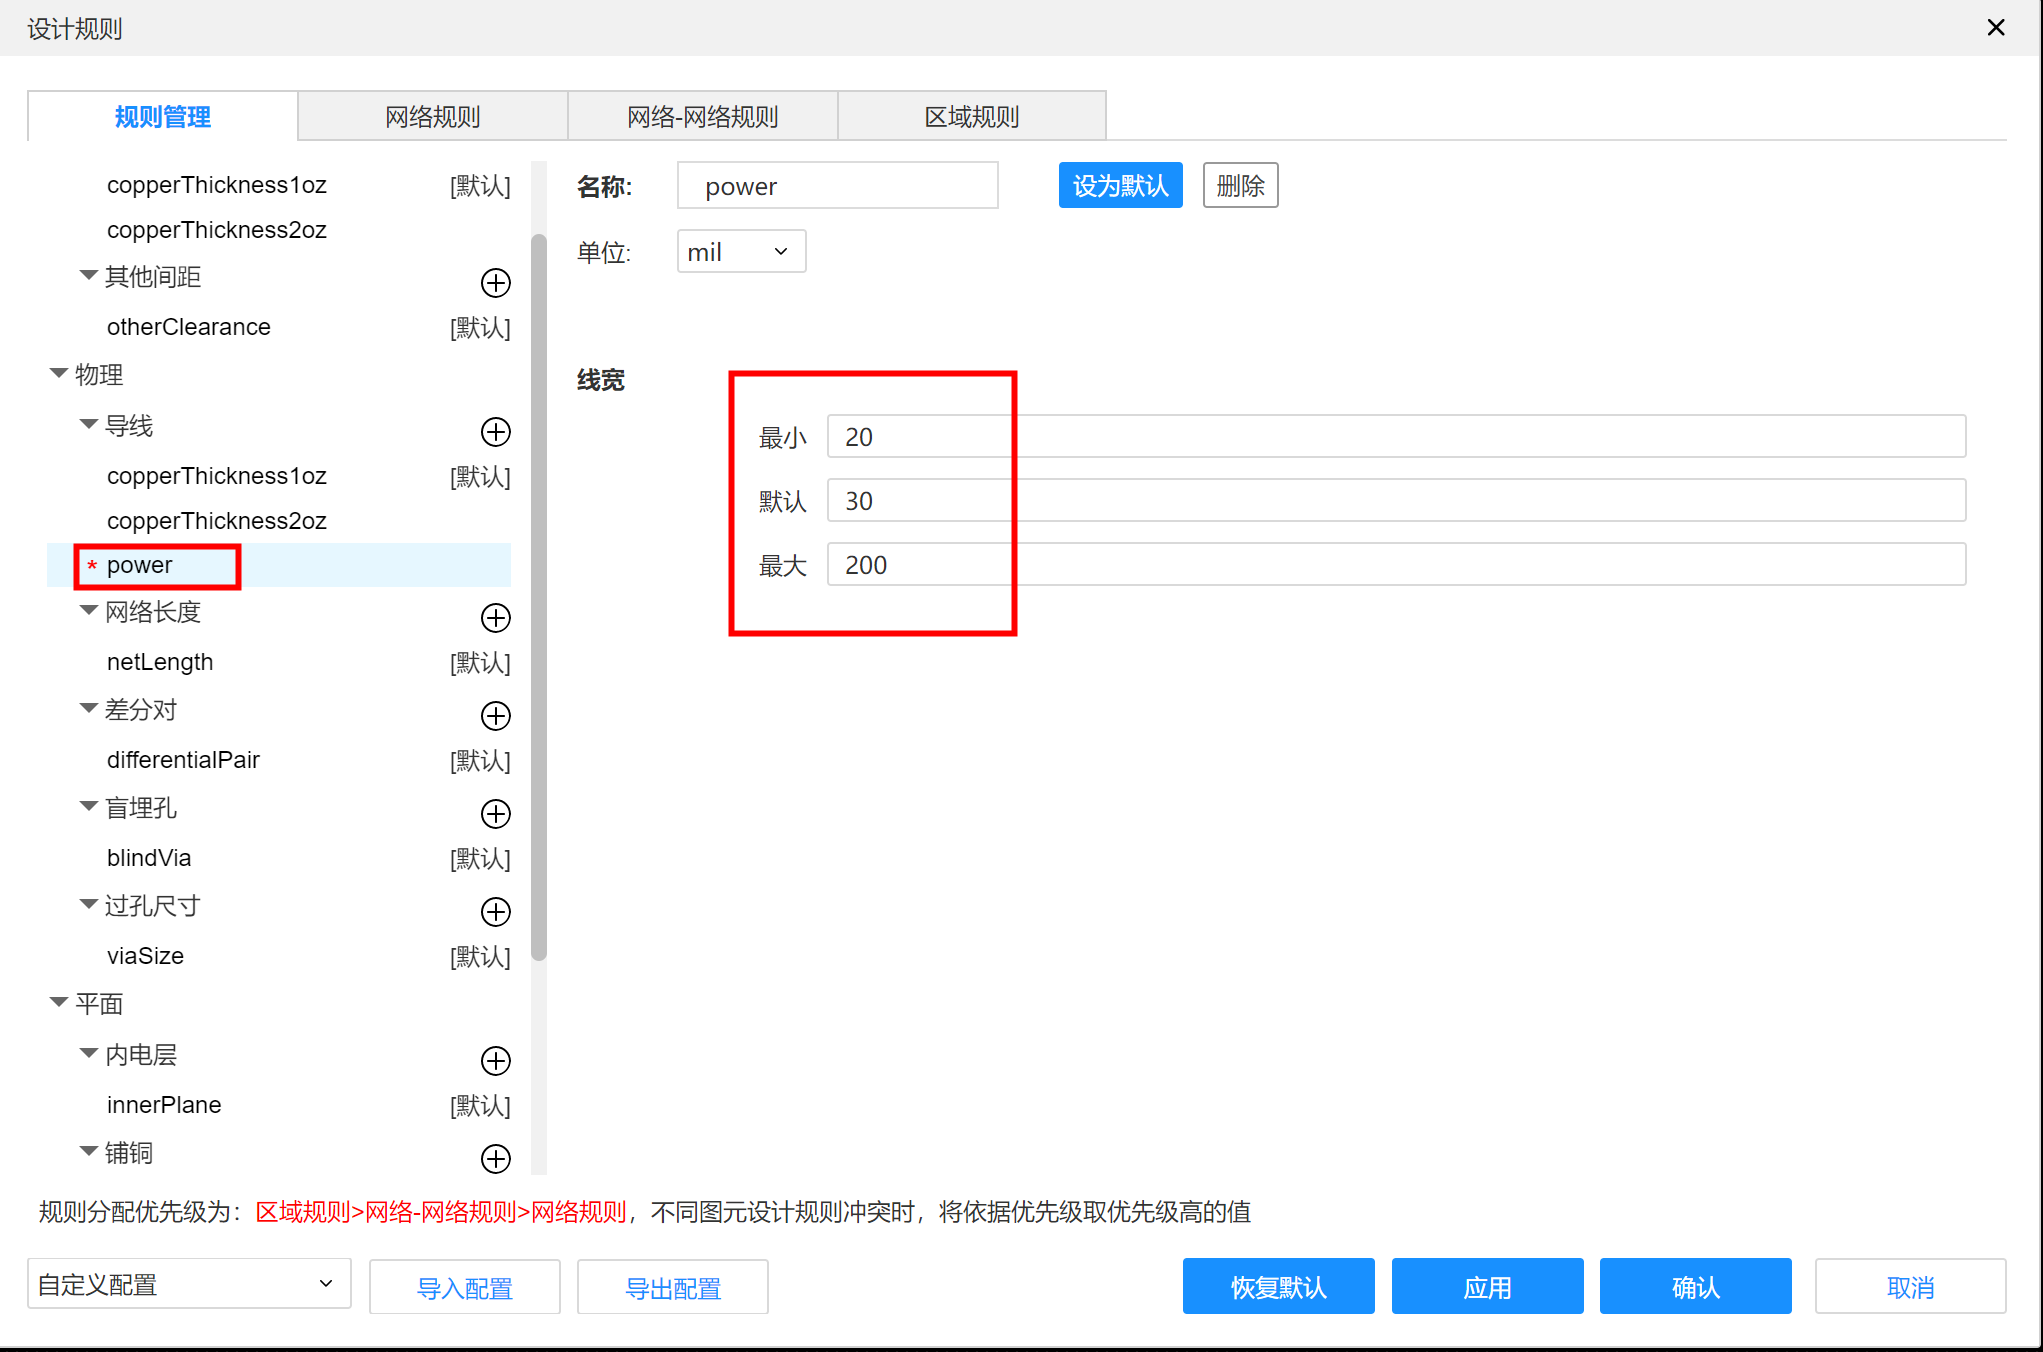 设计规则
规则管理
网络规则
网络-网络规则
区域规则
copperThickness1oz [默认]
copperThickness2oz
其他间距
otherClearance [默认]
物理
导线
copperThickness1oz [默认]
copperThickness2oz
* power
网络长度
netLength [默认]
差分对
differentialPair [默认]
盲埋孔
blindVia [默认]
过孔尺寸
viaSize [默认]
平面
内电层
innerPlane [默认]
铺铜
名称: power 设为默认 删除
单位: mil
线宽
最小 20
默认 30
最大 200
规则分配优先级为：区域规则>网络-网络规则>网络规则，不同图元设计规则冲突时，将依据优先级取优先级高的值
自定义配置 导入配置 导出配置 恢复默认 应用 确认 取消